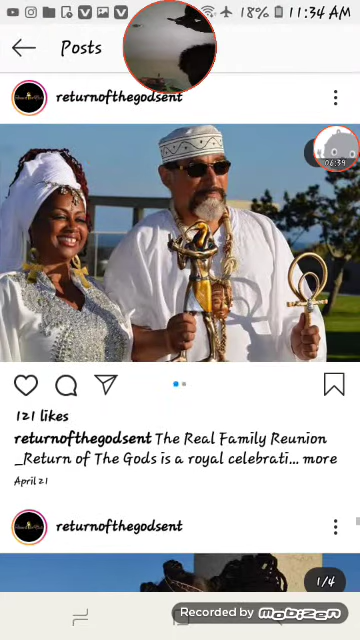 18% 11:34 AM
Posts
returnofthegodsent
06:39
121 likes
returnofthegodsent The Real Family Reunion
_Return of The Gods is a royal celebrati... more
April 21
returnofthegodsent
1/4
Recorded by MOBIZEN